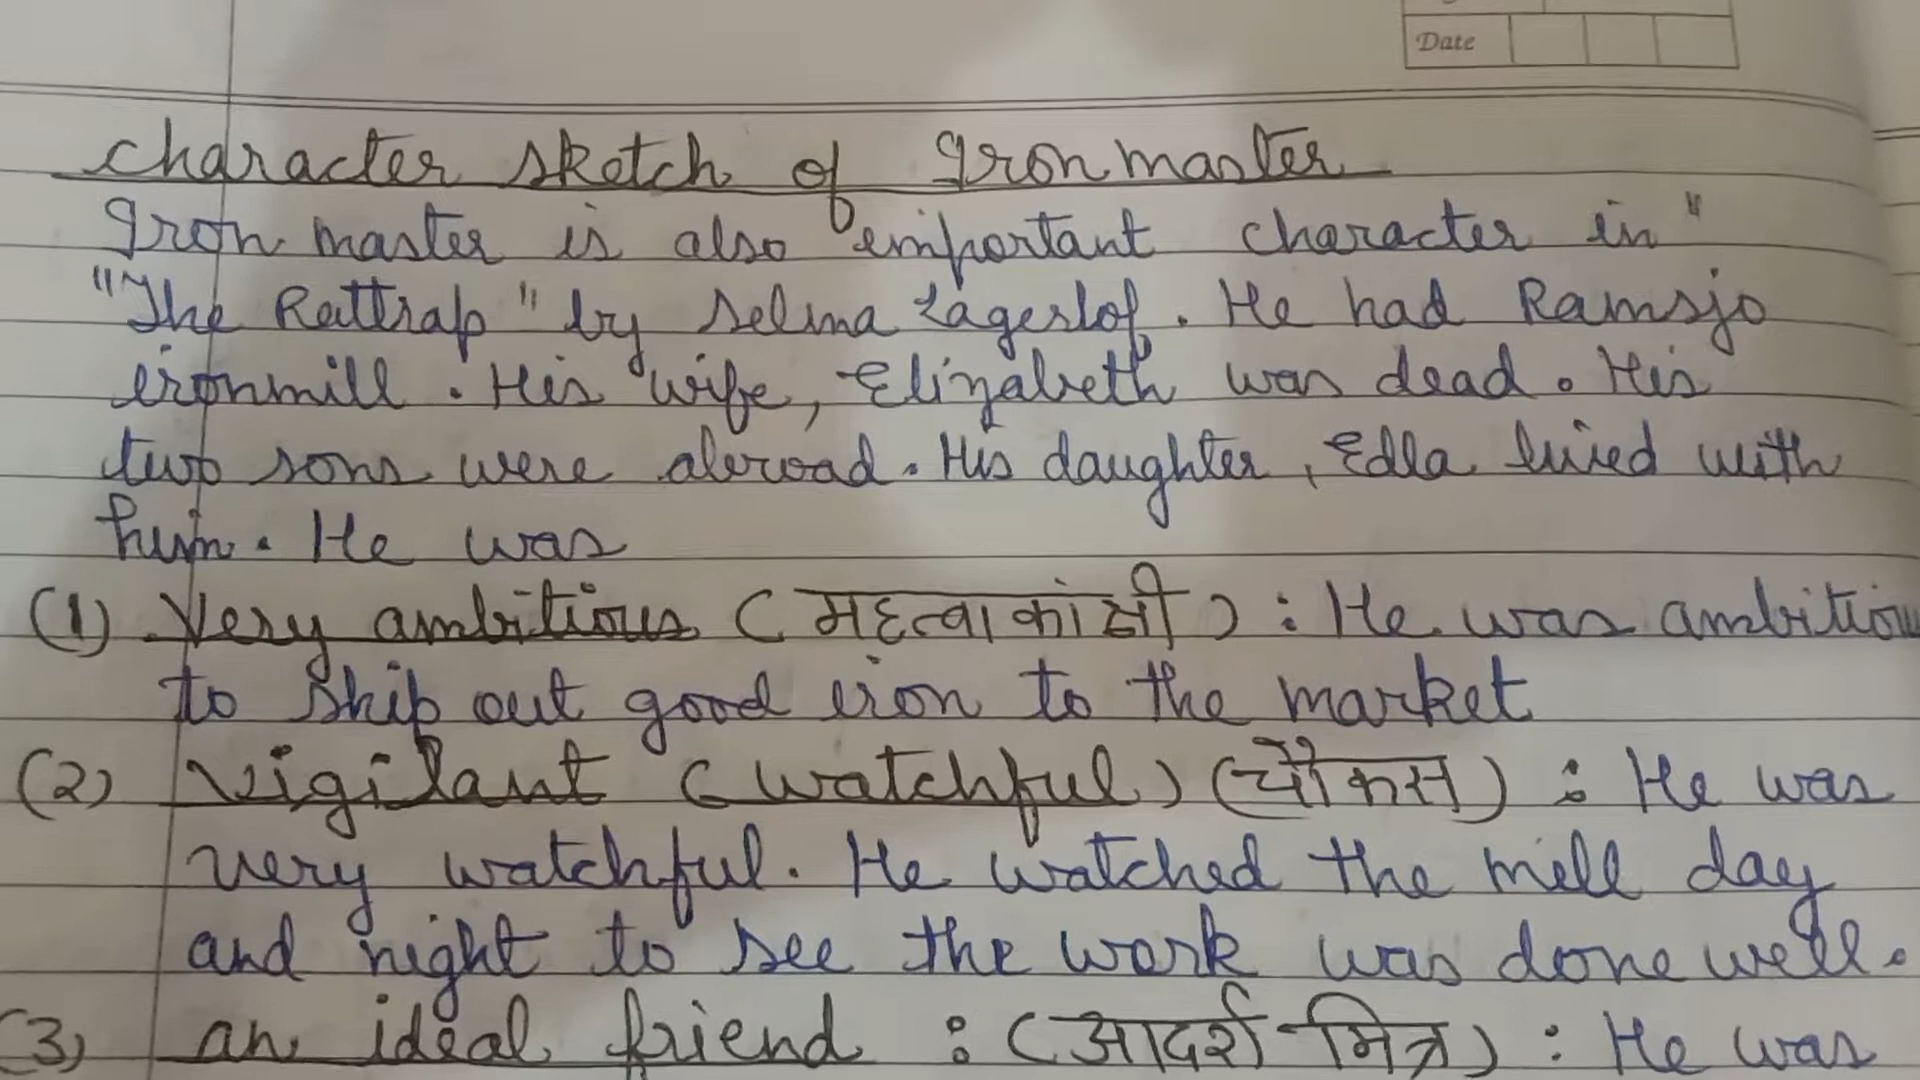 Date
character sketch of Iron master
Iron master is also important character in "
"The Rattrap" by Selma Lagerlof. He had Ramsjo
ironmill. His wife, Elizabeth was dead. His
two sons were abroad. His daughter, Edla lived with
him. He was
(1) Very ambitious (महत्वाकांक्षी) : He was ambitiou
to ship out good iron to the market
(2) Vigilant (watchful) (चौकस) : He was
very watchful. He watched the mill day
and night to see the work was done well.
(3) an ideal friend : (आदर्श-मित्र) : He was